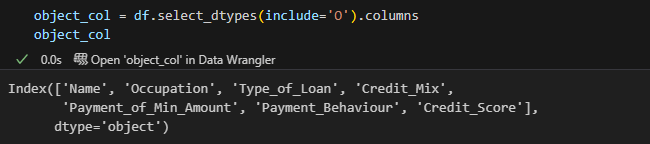 object_col = df.select_dtypes(include='O').columns
object_col
0.0s Open 'object_col' in Data Wrangler
Index(['Name', 'Occupation', 'Type_of_Loan', 'Credit_Mix',
'Payment_of_Min_Amount', 'Payment_Behaviour', 'Credit_Score'],
dtype='object')